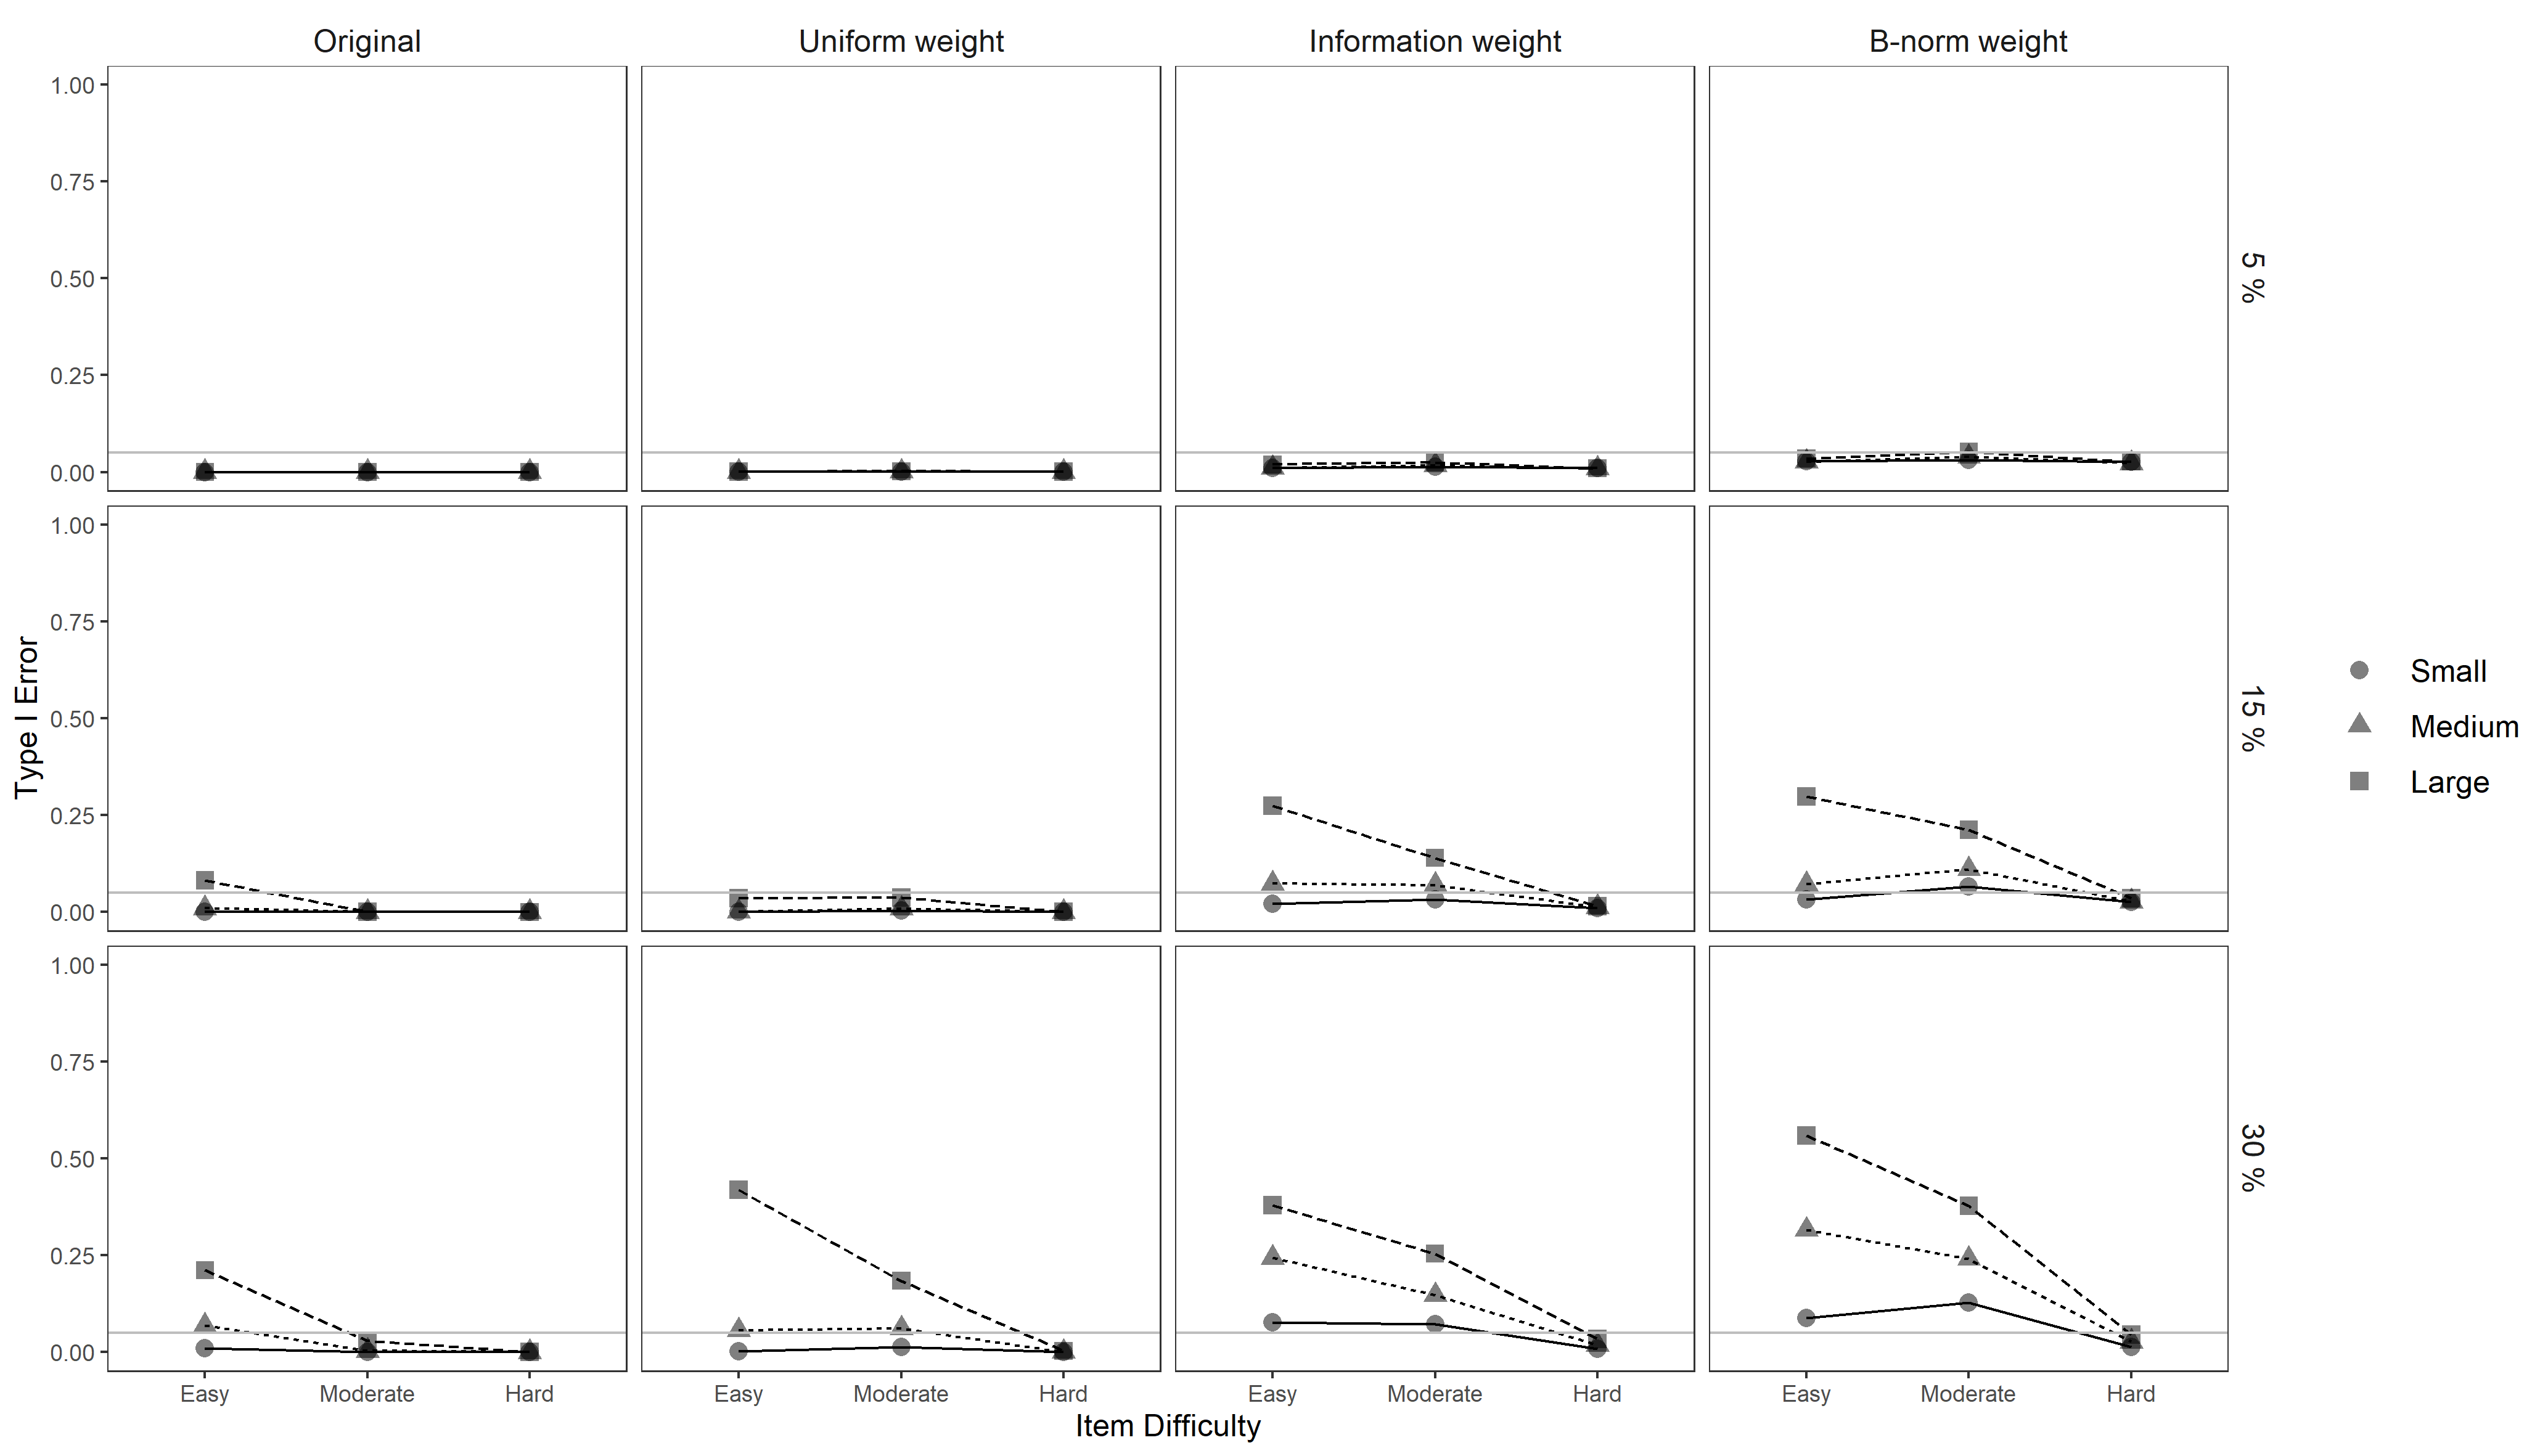 Original
Uniform weight
Information weight
B-norm weight
1.00
0.75
0.50
0.25
0.00
5 %
1.00
0.75
0.50
0.25
0.00
15 %
1.00
0.75
0.50
0.25
0.00
30 %
Type I Error
Easy Moderate Hard
Easy Moderate Hard
Easy Moderate Hard
Easy Moderate Hard
Item Difficulty
Small
Medium
Large